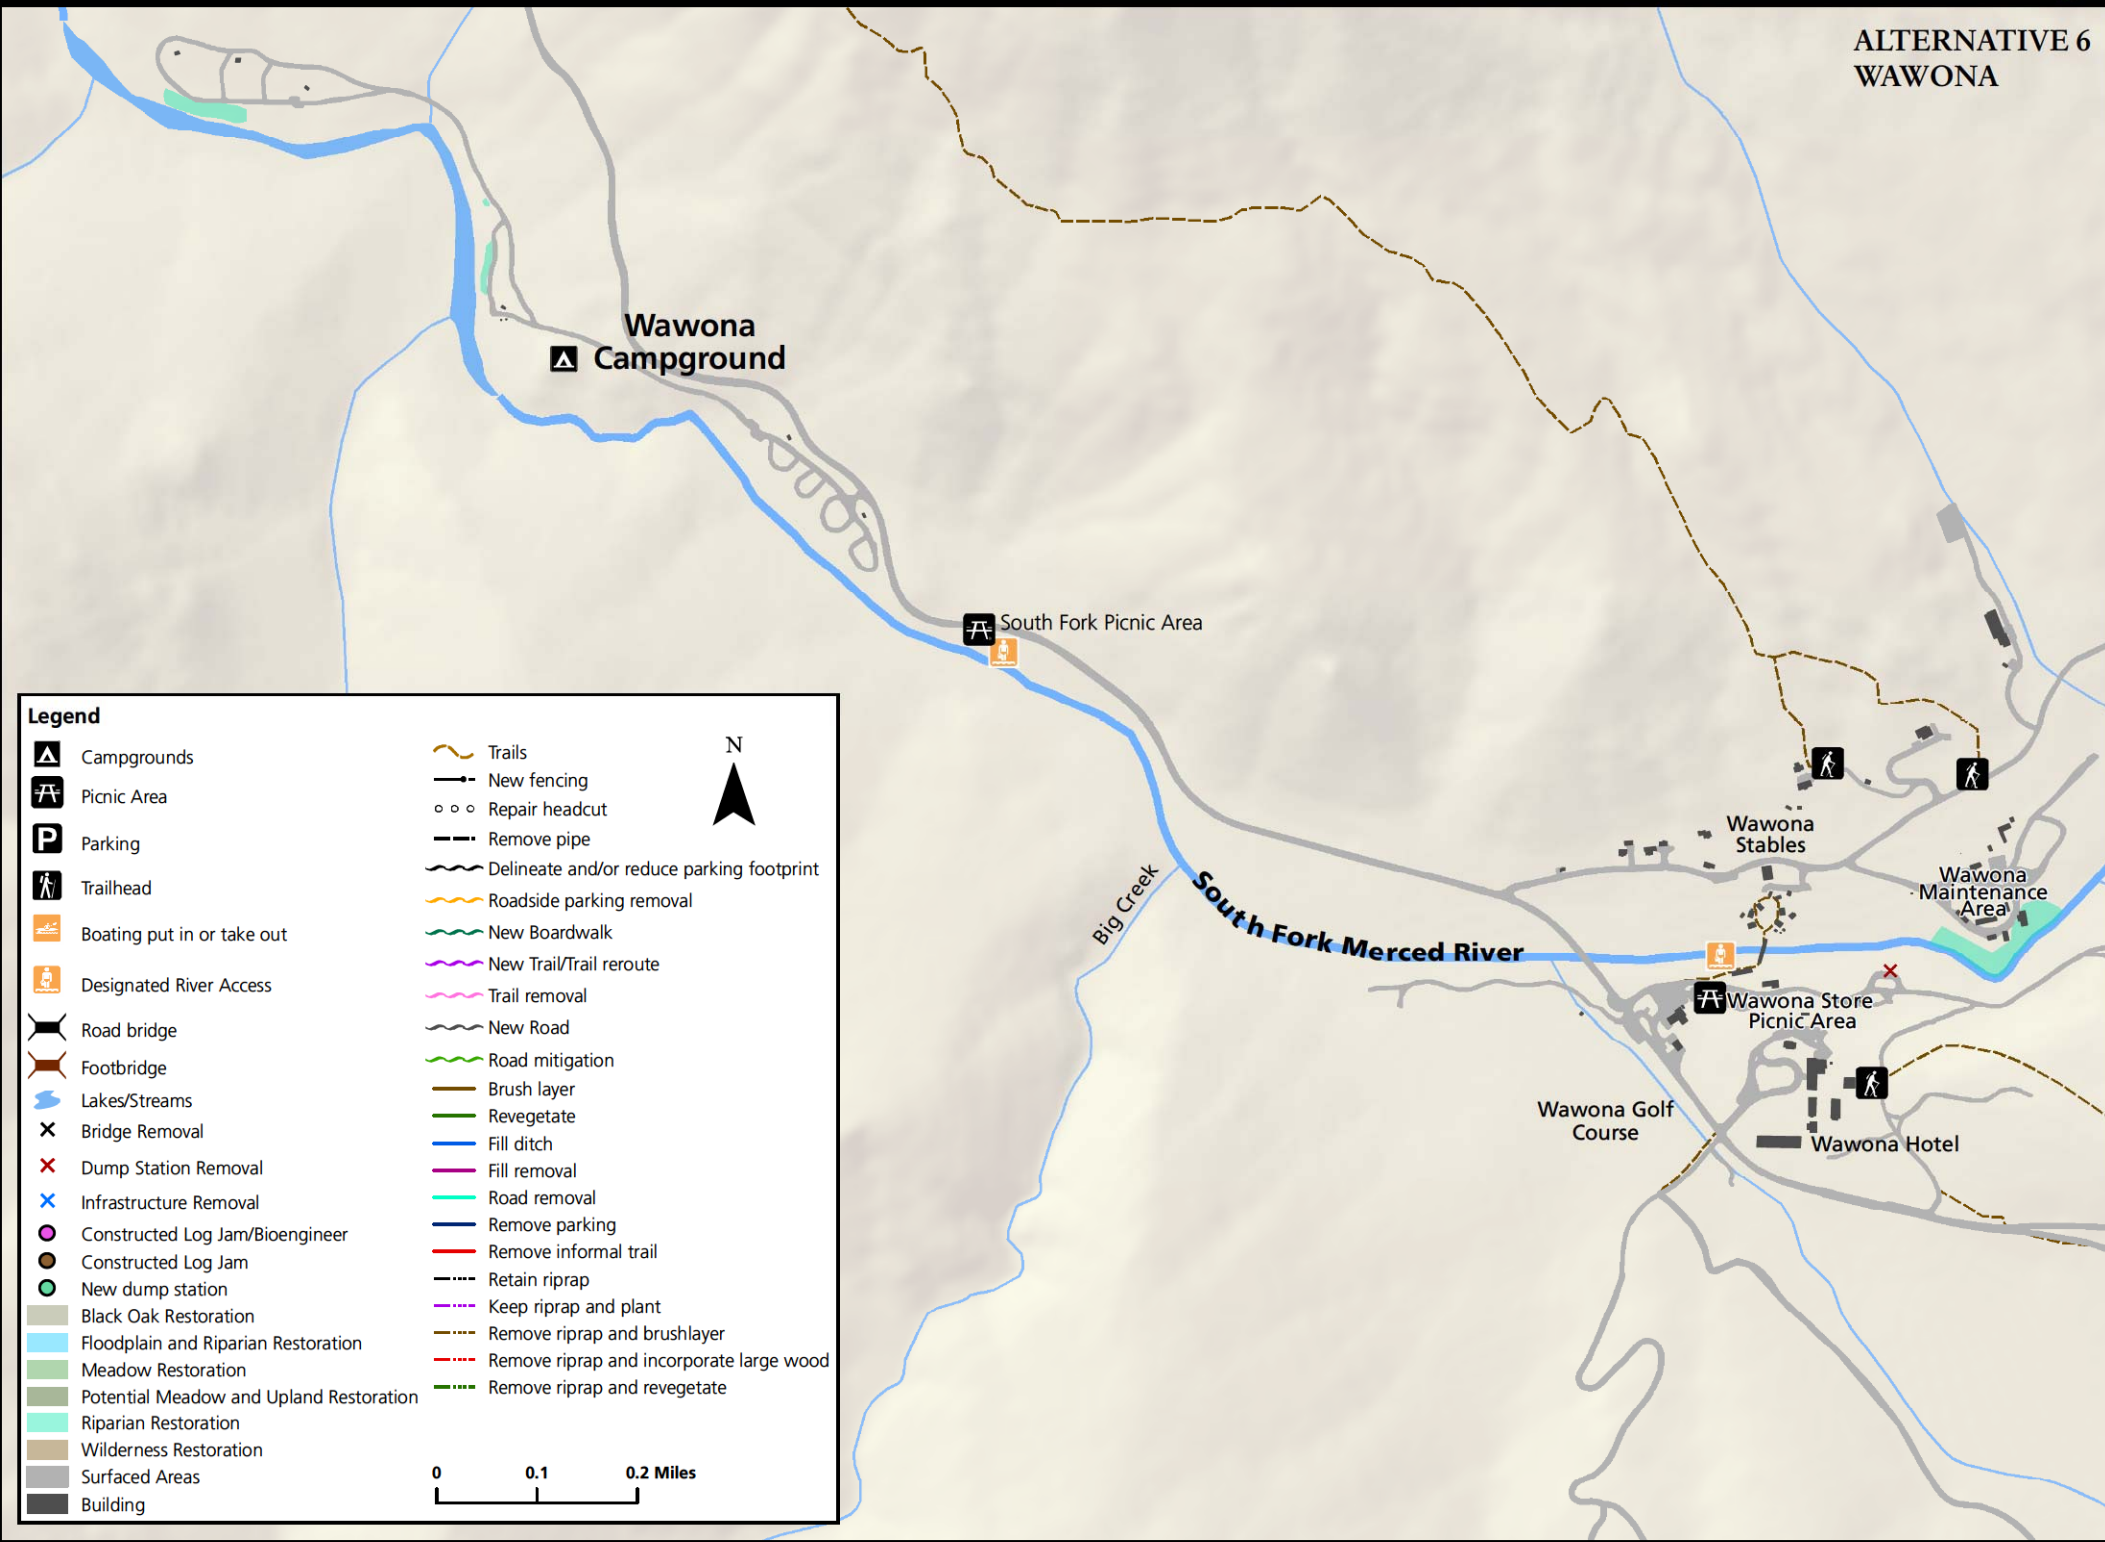 ALTERNATIVE 6
WAWONA
Wawona
Campground
South Fork Picnic Area
Wawona
Stables
Wawona
Maintenance
Area
Big Creek
South Fork Merced River
Wawona Store
Picnic Area
Wawona Golf
Course
Wawona Hotel
Legend
Campgrounds
Picnic Area
P
Parking
Trailhead
Boating put in or take out
Designated River Access
Road bridge
Footbridge
Lakes/Streams
Bridge Removal
Dump Station Removal
Infrastructure Removal
Constructed Log Jam/Bioengineer
Constructed Log Jam
New dump station
Black Oak Restoration
Floodplain and Riparian Restoration
Meadow Restoration
Potential Meadow and Upland Restoration
Riparian Restoration
Wilderness Restoration
Surfaced Areas
Building
Trails
New fencing
Repair headcut
Remove pipe
Delineate and/or reduce parking footprint
Roadside parking removal
New Boardwalk
New Trail/Trail reroute
Trail removal
New Road
Road mitigation
Brush layer
Revegetate
Fill ditch
Fill removal
Road removal
Remove parking
Remove informal trail
Retain riprap
Keep riprap and plant
Remove riprap and brushlayer
Remove riprap and incorporate large wood
Remove riprap and revegetate
N
0 0.1 0.2 Miles